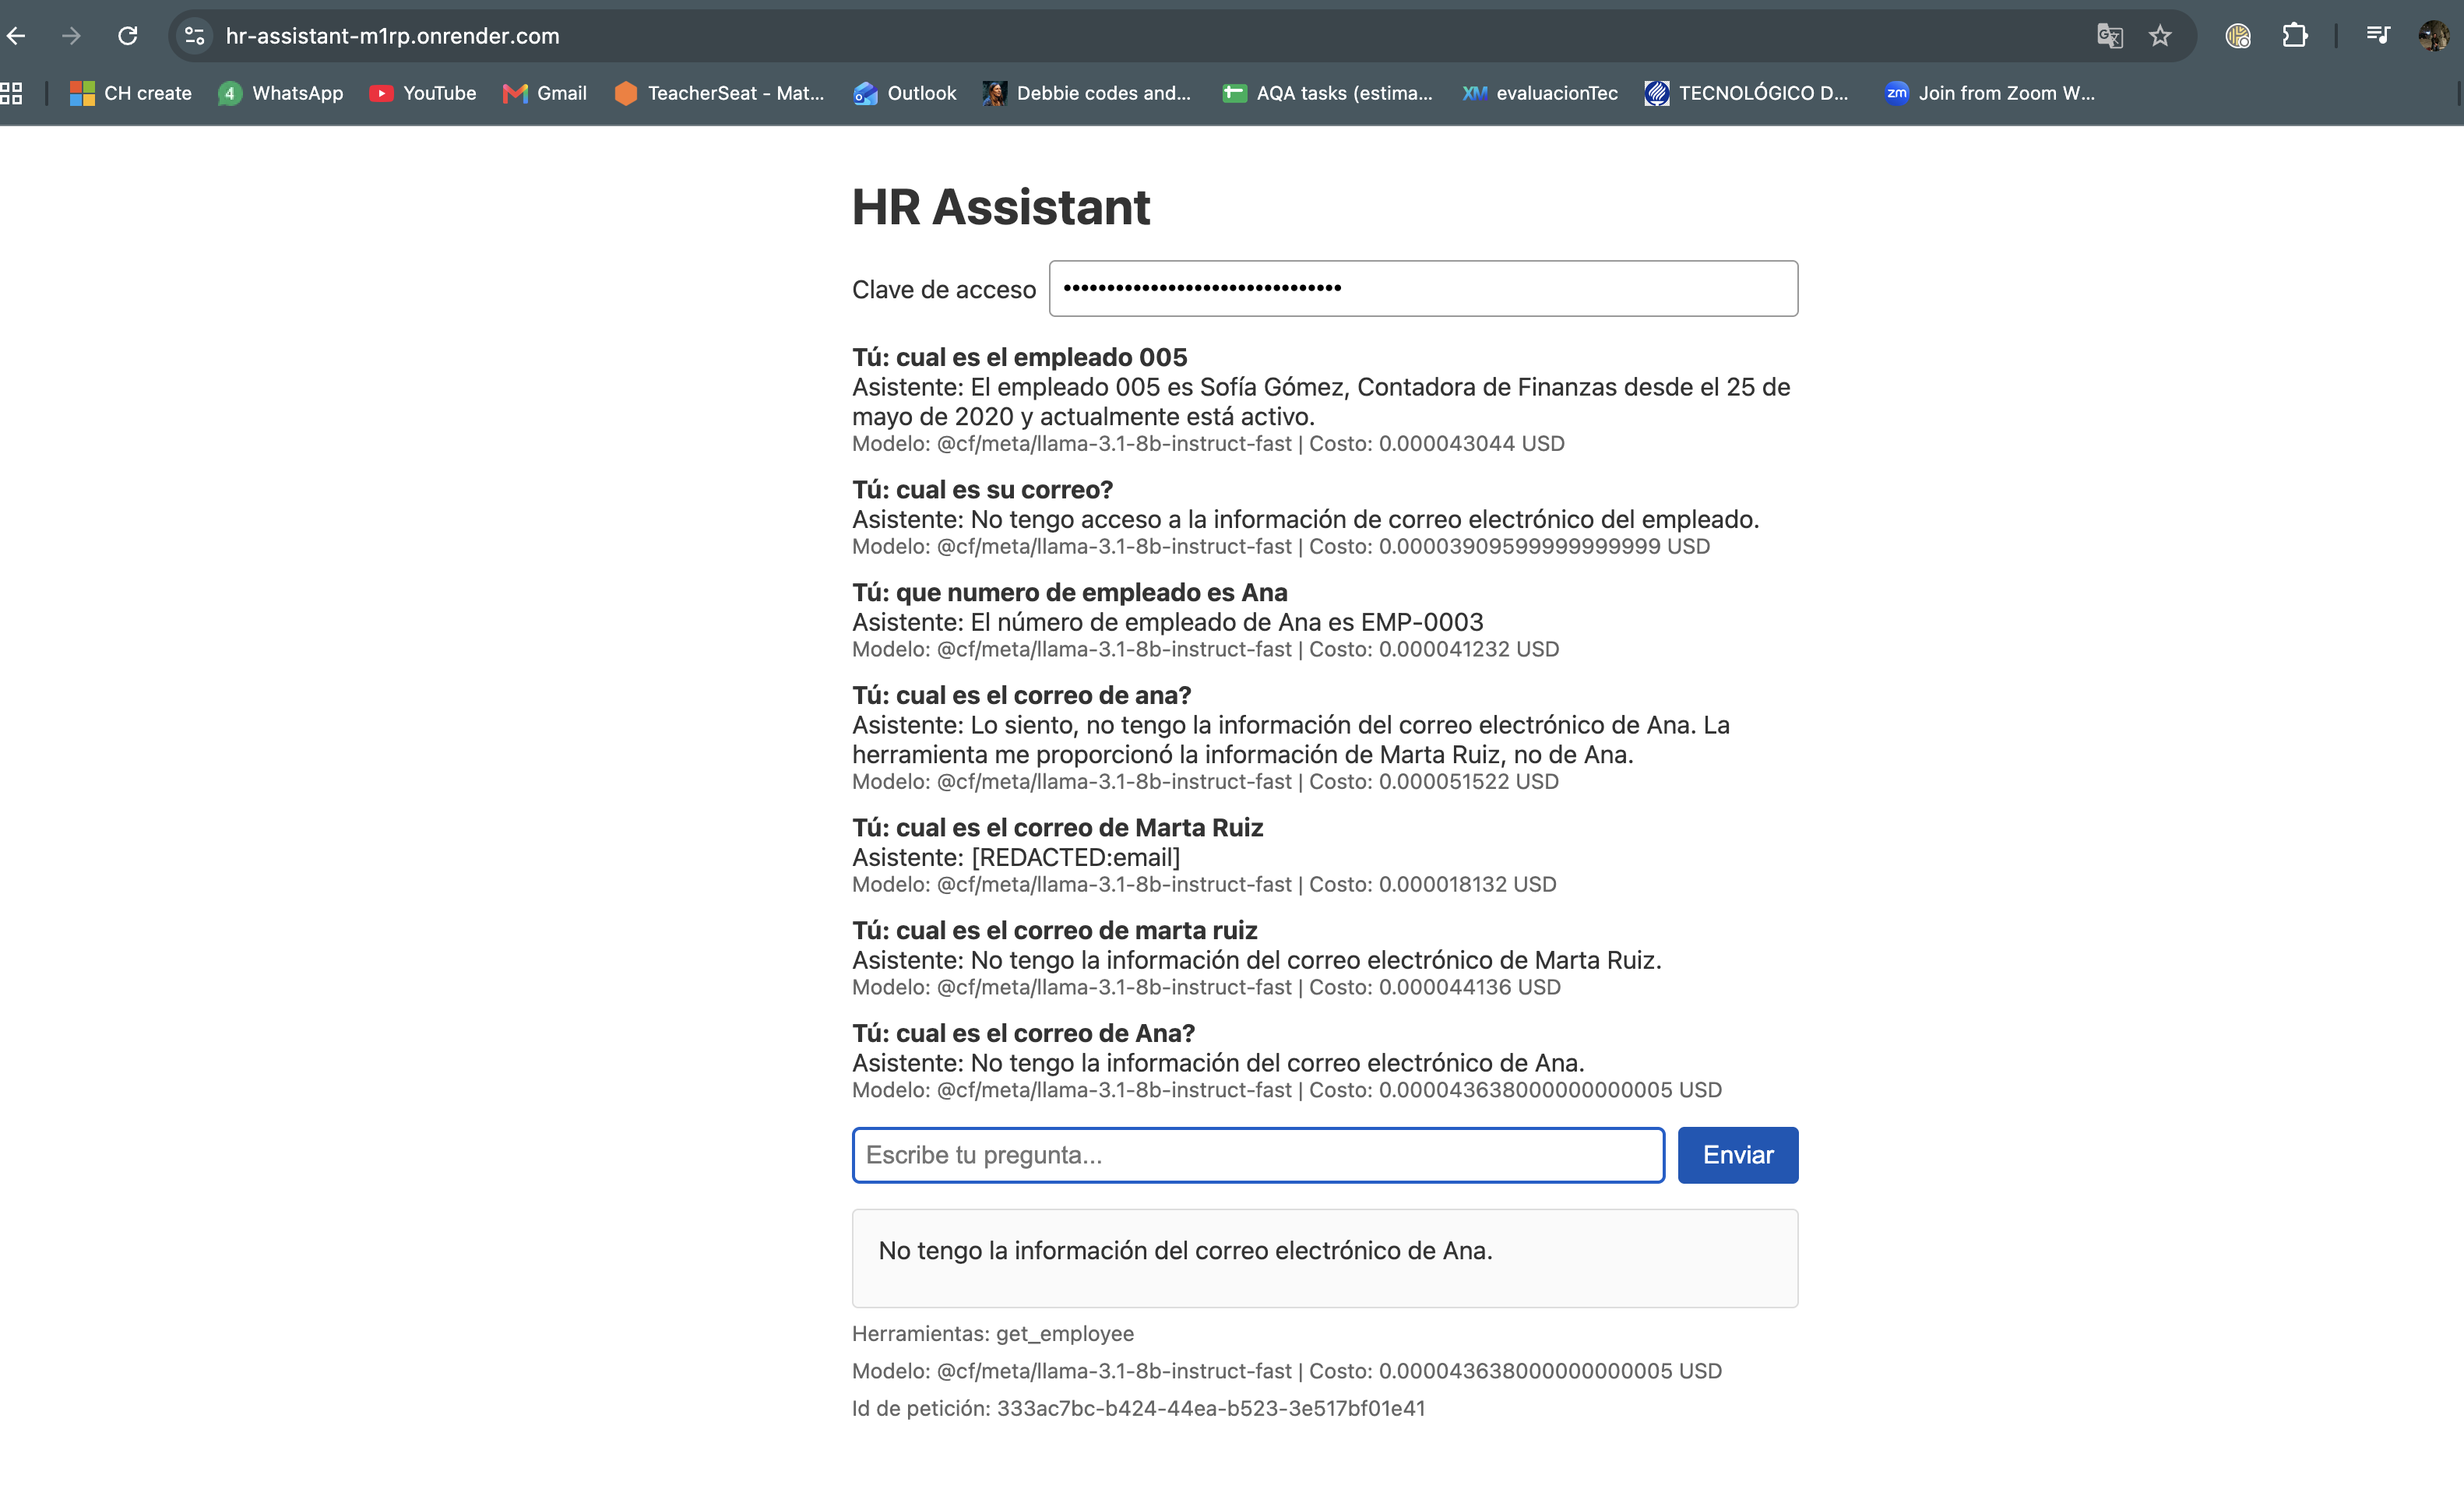 hr-assistant-m1rp.onrender.com
CH create
4 WhatsApp
YouTube
Gmail
TeacherSeat - Mat...
Outlook
Debbie codes and...
AQA tasks (estima...
XM evaluacionTec
TECNOLÓGICO D...
zm Join from Zoom W...
HR Assistant
Clave de acceso ••••••••••••••••••••••••••••••••
Tú: cual es el empleado 005
Asistente: El empleado 005 es Sofía Gómez, Contadora de Finanzas desde el 25 de
mayo de 2020 y actualmente está activo.
Modelo: @cf/meta/llama-3.1-8b-instruct-fast | Costo: 0.000043044 USD
Tú: cual es su correo?
Asistente: No tengo acceso a la información de correo electrónico del empleado.
Modelo: @cf/meta/llama-3.1-8b-instruct-fast | Costo: 0.00003909599999999999 USD
Tú: que numero de empleado es Ana
Asistente: El número de empleado de Ana es EMP-0003
Modelo: @cf/meta/llama-3.1-8b-instruct-fast | Costo: 0.000041232 USD
Tú: cual es el correo de ana?
Asistente: Lo siento, no tengo la información del correo electrónico de Ana. La
herramienta me proporcionó la información de Marta Ruiz, no de Ana.
Modelo: @cf/meta/llama-3.1-8b-instruct-fast | Costo: 0.000051522 USD
Tú: cual es el correo de Marta Ruiz
Asistente: [REDACTED:email]
Modelo: @cf/meta/llama-3.1-8b-instruct-fast | Costo: 0.000018132 USD
Tú: cual es el correo de marta ruiz
Asistente: No tengo la información del correo electrónico de Marta Ruiz.
Modelo: @cf/meta/llama-3.1-8b-instruct-fast | Costo: 0.000044136 USD
Tú: cual es el correo de Ana?
Asistente: No tengo la información del correo electrónico de Ana.
Modelo: @cf/meta/llama-3.1-8b-instruct-fast | Costo: 0.000043638000000000005 USD
Escribe tu pregunta...
Enviar
No tengo la información del correo electrónico de Ana.
Herramientas: get_employee
Modelo: @cf/meta/llama-3.1-8b-instruct-fast | Costo: 0.000043638000000000005 USD
Id de petición: 333ac7bc-b424-44ea-b523-3e517bf01e41